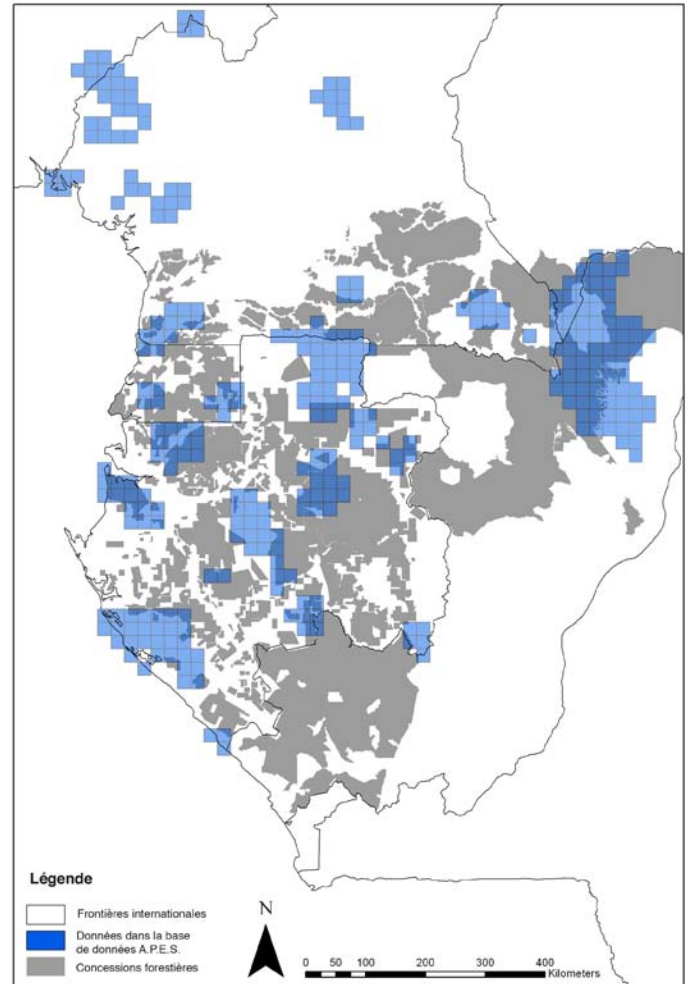 Légende
Frontières internationales
Données dans la base
de données A.P.E.S.
Concessions forestières
N
0 50 100 200 300 400
Kilometers